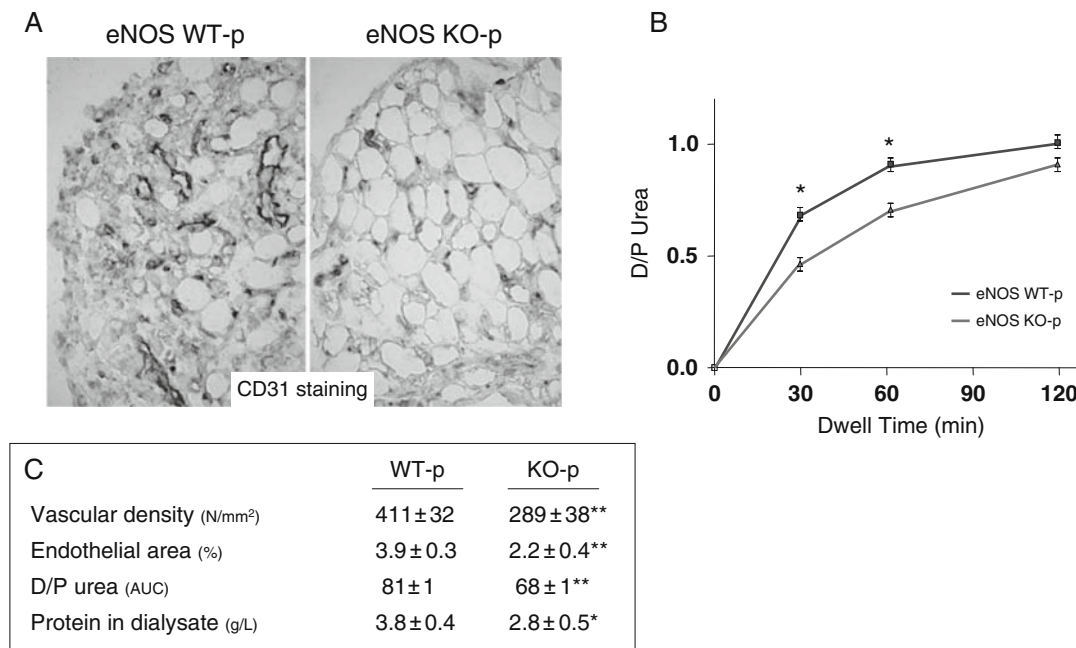 A
eNOS WT-p
eNOS KO-p
CD31 staining
B
D/P Urea
1.0
0.5
0.0
*
*
eNOS WT-p
eNOS KO-p
0 30 60 90 120
Dwell Time (min)
C
WT-p KO-p
Vascular density (N/mm²) 411±32 289±38**
Endothelial area (%) 3.9±0.3 2.2±0.4**
D/P urea (AUC) 81±1 68±1**
Protein in dialysate (g/L) 3.8±0.4 2.8±0.5*